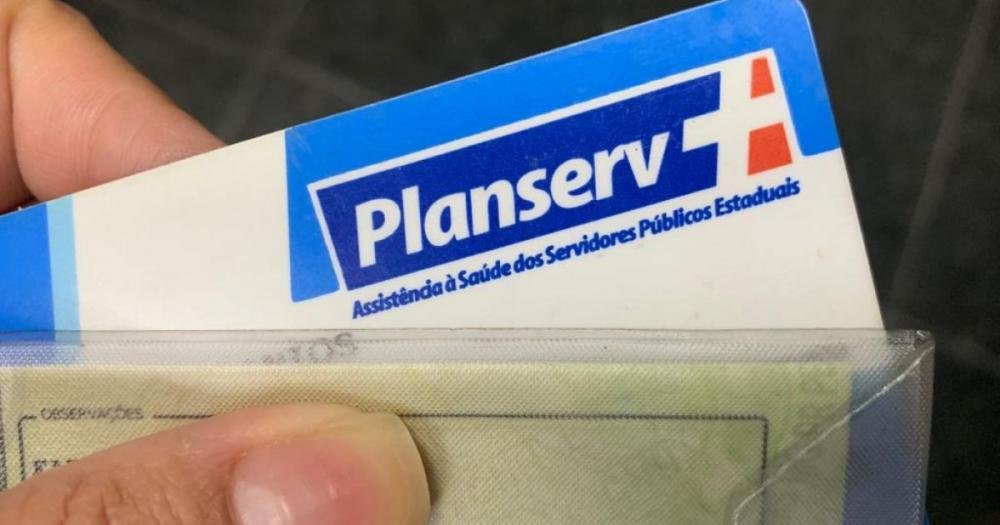 Planserv
Assistência à Saúde dos Servidores Públicos Estaduais
OBSERVAÇÕES